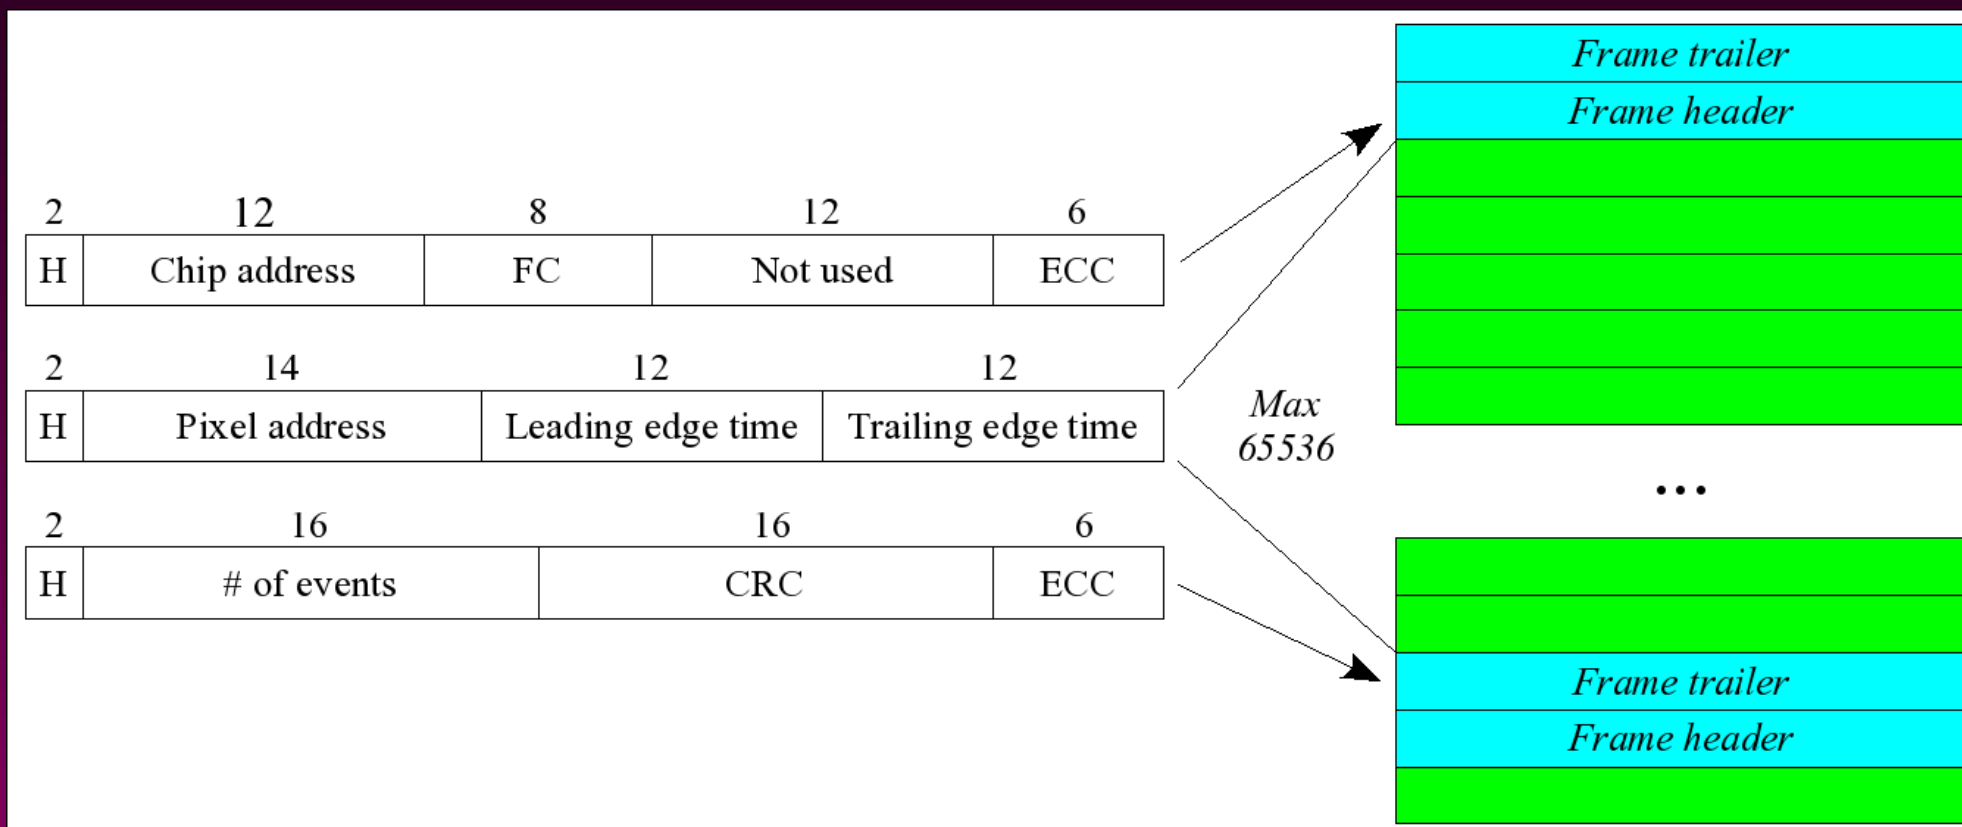 Frame trailer
Frame header
2 12 8 12 6
H Chip address FC Not used ECC
2 14 12 12
H Pixel address Leading edge time Trailing edge time
Max
65536
...
2 16 16 6
H # of events CRC ECC
Frame trailer
Frame header